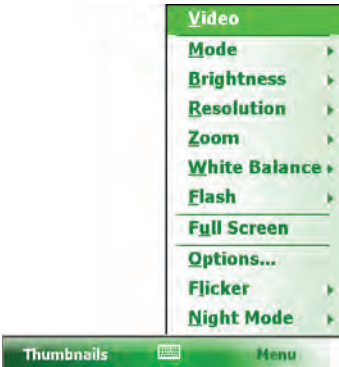 Video
Mode
Brightness
Resolution
Zoom
White Balance
Flash
Full Screen
Options...
Flicker
Night Mode
Thumbnails Menu